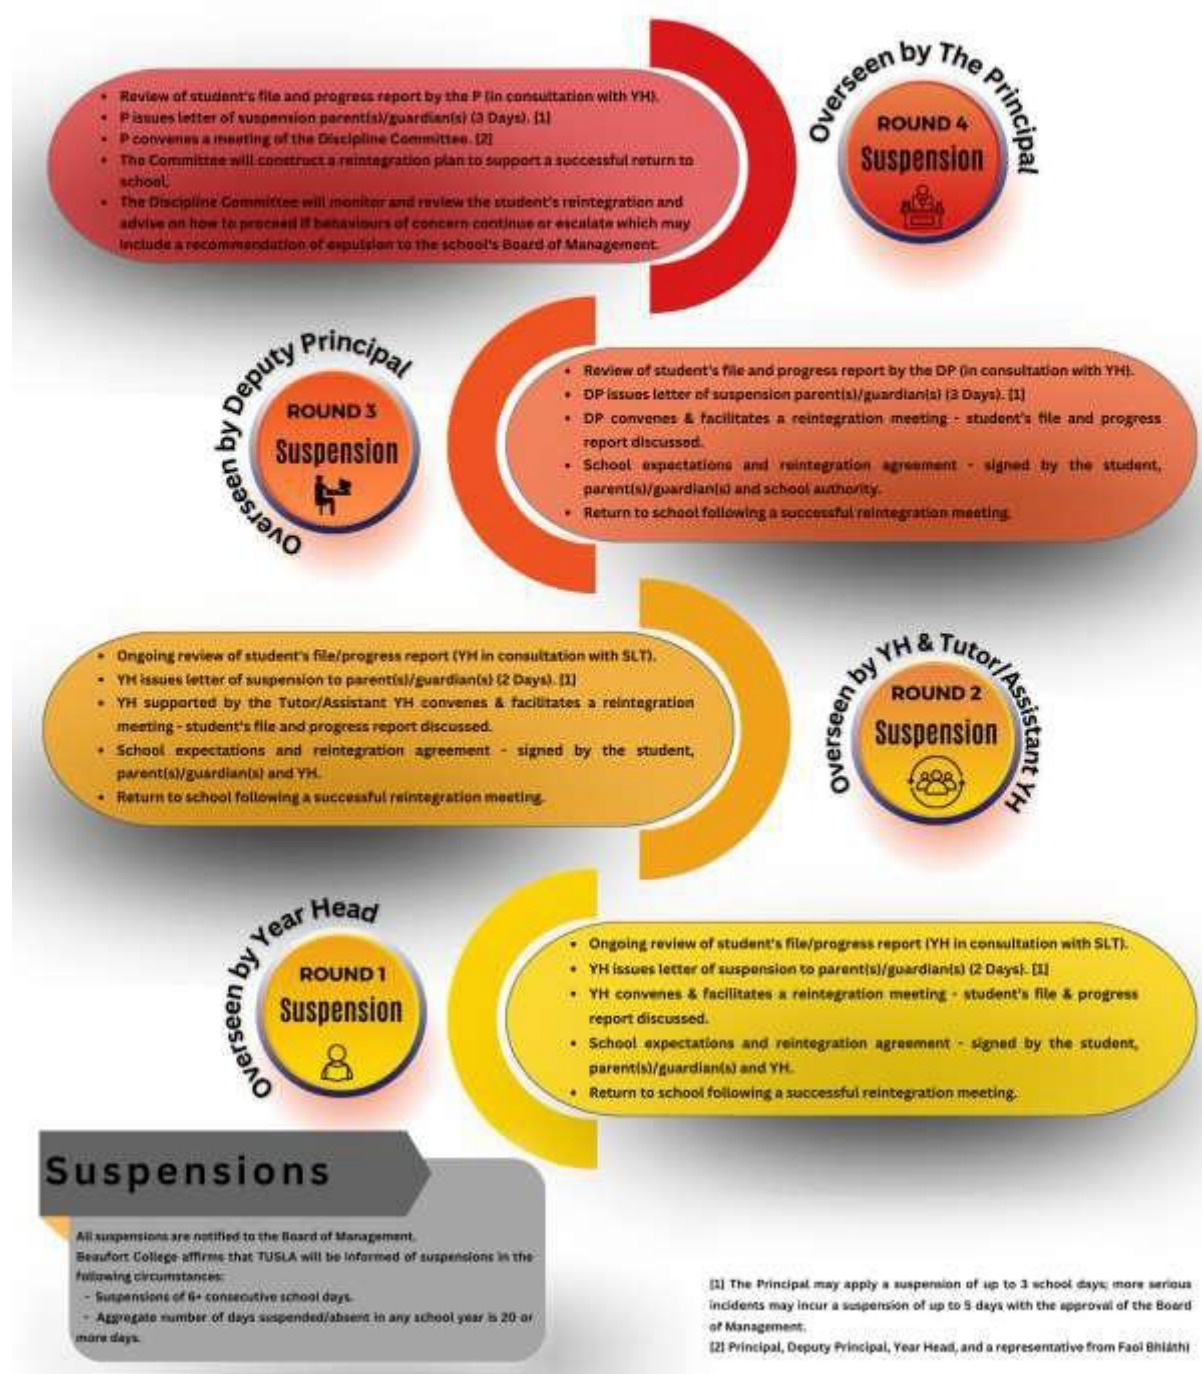 Overseen by The Principal
ROUND 4
Suspension
• Review of student's file and progress report by the P (in consultation with YH).
• P issues letter of suspension parent(s)/guardian(s) (3 Days). [1]
• P convenes a meeting of the Discipline Committee. [2]
• The Committee will construct a reintegration plan to support a successful return to
school.
• The Discipline Committee will monitor and review the student's reintegration and
advise on how to proceed if behaviours of concern continue or escalate which may
include a recommendation of expulsion to the school's Board of Management.
Overseen by Deputy Principal
ROUND 3
Suspension
• Review of student's file and progress report by the DP (in consultation with YH).
• DP issues letter of suspension parent(s)/guardian(s) (3 Days). [1]
• DP convenes & facilitates a reintegration meeting - student's file and progress
report discussed.
• School expectations and reintegration agreement - signed by the student,
parent(s)/guardian(s) and school authority.
• Return to school following a successful reintegration meeting.
Overseen by YH & Tutor/Assistant YH
ROUND 2
Suspension
• Ongoing review of student's file/progress report (YH in consultation with SLT).
• YH issues letter of suspension to parent(s)/guardian(s) (2 Days). [1]
• YH supported by the Tutor/Assistant YH convenes & facilitates a reintegration
meeting - student's file and progress report discussed.
• School expectations and reintegration agreement - signed by the student,
parent(s)/guardian(s) and YH.
• Return to school following a successful reintegration meeting.
Overseen by Year Head
ROUND 1
Suspension
• Ongoing review of student's file/progress report (YH in consultation with SLT).
• YH issues letter of suspension to parent(s)/guardian(s) (2 Days). [1]
• YH convenes & facilitates a reintegration meeting - student's file & progress
report discussed.
• School expectations and reintegration agreement - signed by the student,
parent(s)/guardian(s) and YH.
• Return to school following a successful reintegration meeting.
Suspensions
All suspensions are notified to the Board of Management.
Beaufort College affirms that TUSLA will be informed of suspensions in the
following circumstances:
- Suspensions of 6+ consecutive school days.
- Aggregate number of days suspended/absent in any school year is 20 or
more days.
[1] The Principal may apply a suspension of up to 3 school days; more serious
incidents may incur a suspension of up to 5 days with the approval of the Board
of Management.
[2] Principal, Deputy Principal, Year Head, and a representative from Faoi Bhláth)